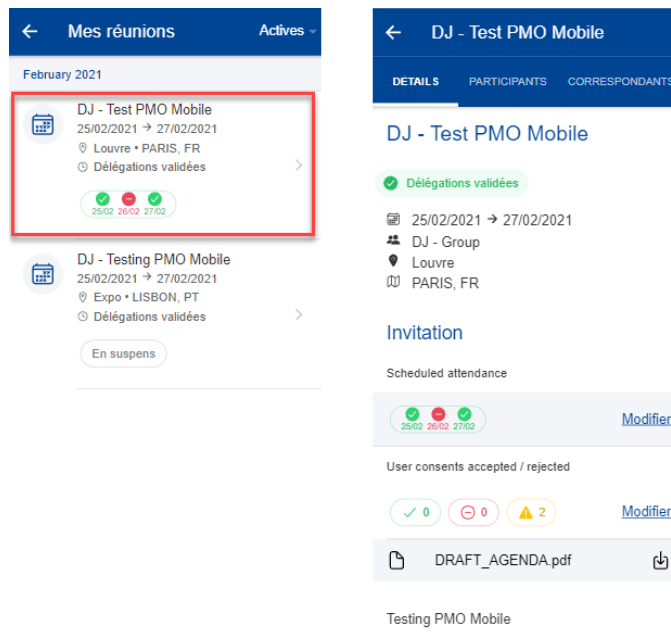 Mes réunions
Actives
February 2021
DJ - Test PMO Mobile
25/02/2021 → 27/02/2021
Louvre • PARIS, FR
Délégations validées
25/02 26/02 27/02
DJ - Testing PMO Mobile
25/02/2021 → 27/02/2021
Expo • LISBON, PT
Délégations validées
En suspens
DJ - Test PMO Mobile
DÉTAILS PARTICIPANTS CORRESPONDANTS
DJ - Test PMO Mobile
Délégations validées
25/02/2021 → 27/02/2021
DJ - Group
Louvre
PARIS, FR
Invitation
Scheduled attendance
25/02 26/02 27/02 Modifier
User consents accepted / rejected
0 0 2 Modifier
DRAFT_AGENDA.pdf
Testing PMO Mobile